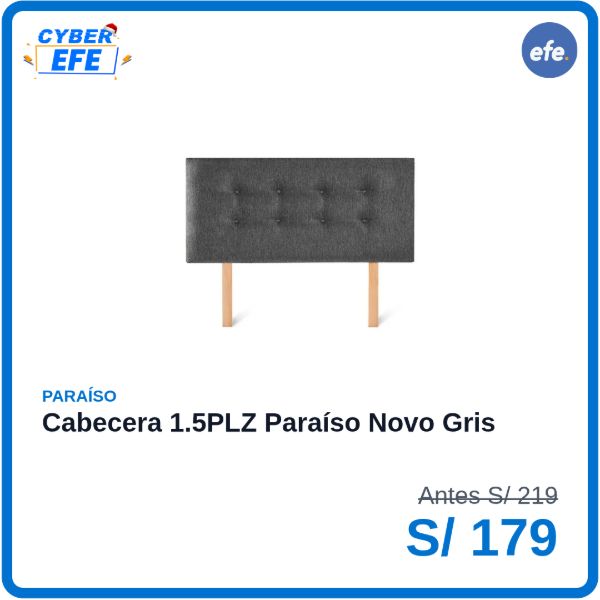 CYBER
EFE
efe.
PARAÍSO
Cabecera 1.5PLZ Paraíso Novo Gris
Antes S/ 219
S/ 179